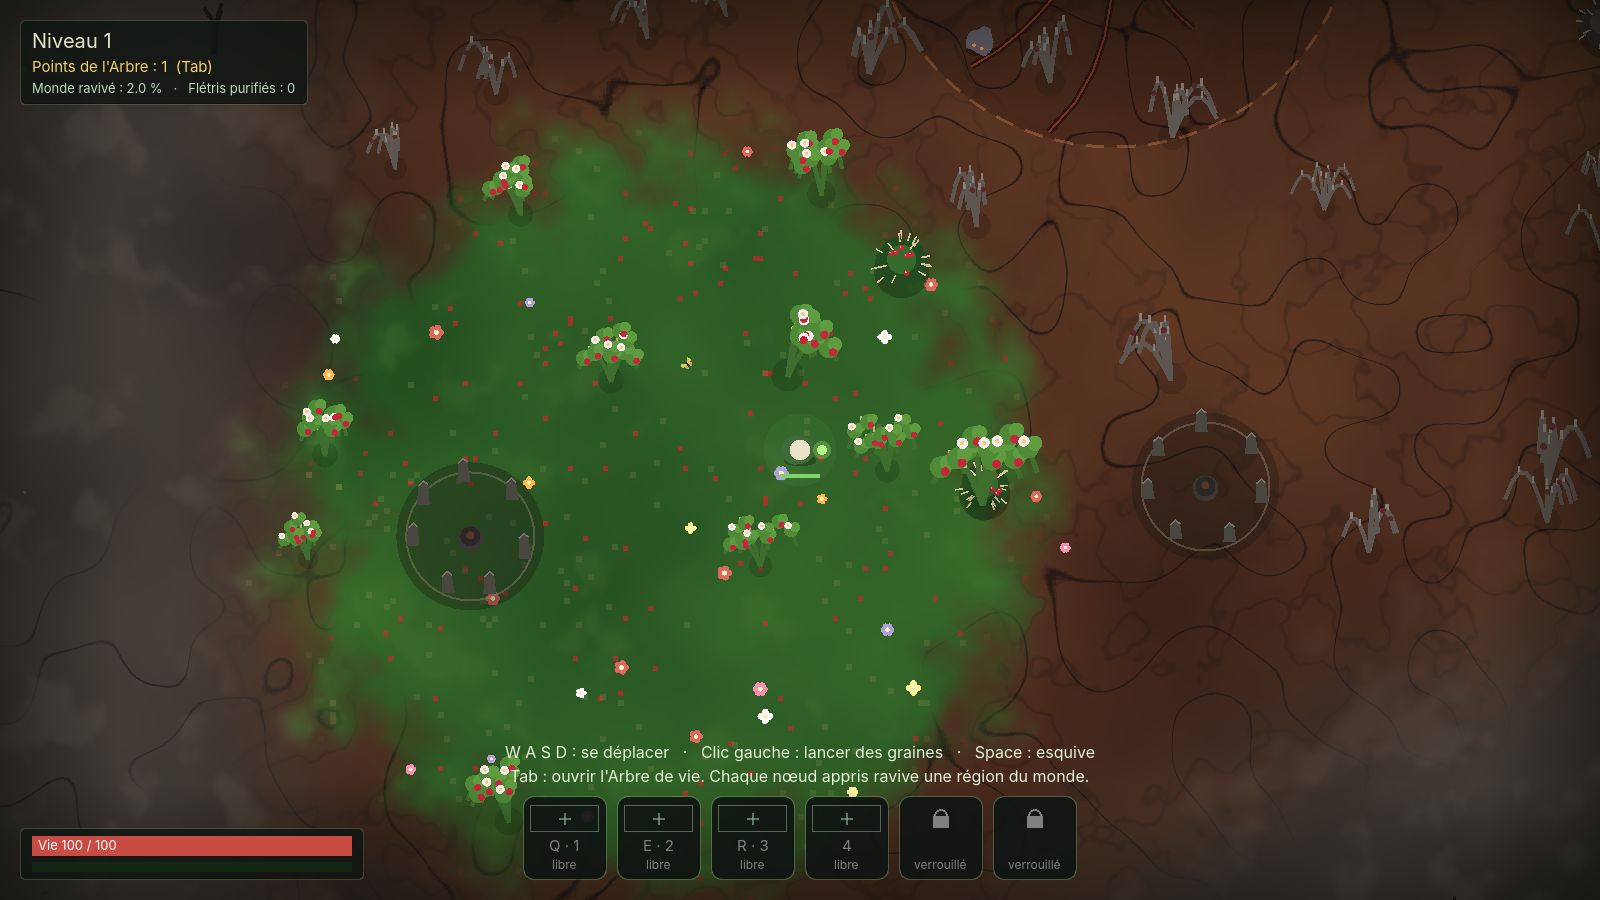 Niveau 1
Points de l'Arbre : 1 (Tab)
Monde ravivé : 2.0 % · Flétris purifiés : 0
W A S D : se déplacer · Clic gauche : lancer des graines · Space : esquive
Tab : ouvrir l'Arbre de vie. Chaque nœud appris ravive une région du monde.
Vie 100 / 100
Q · 1 E · 2 R · 3 4
libre libre libre libre verrouillé verrouillé